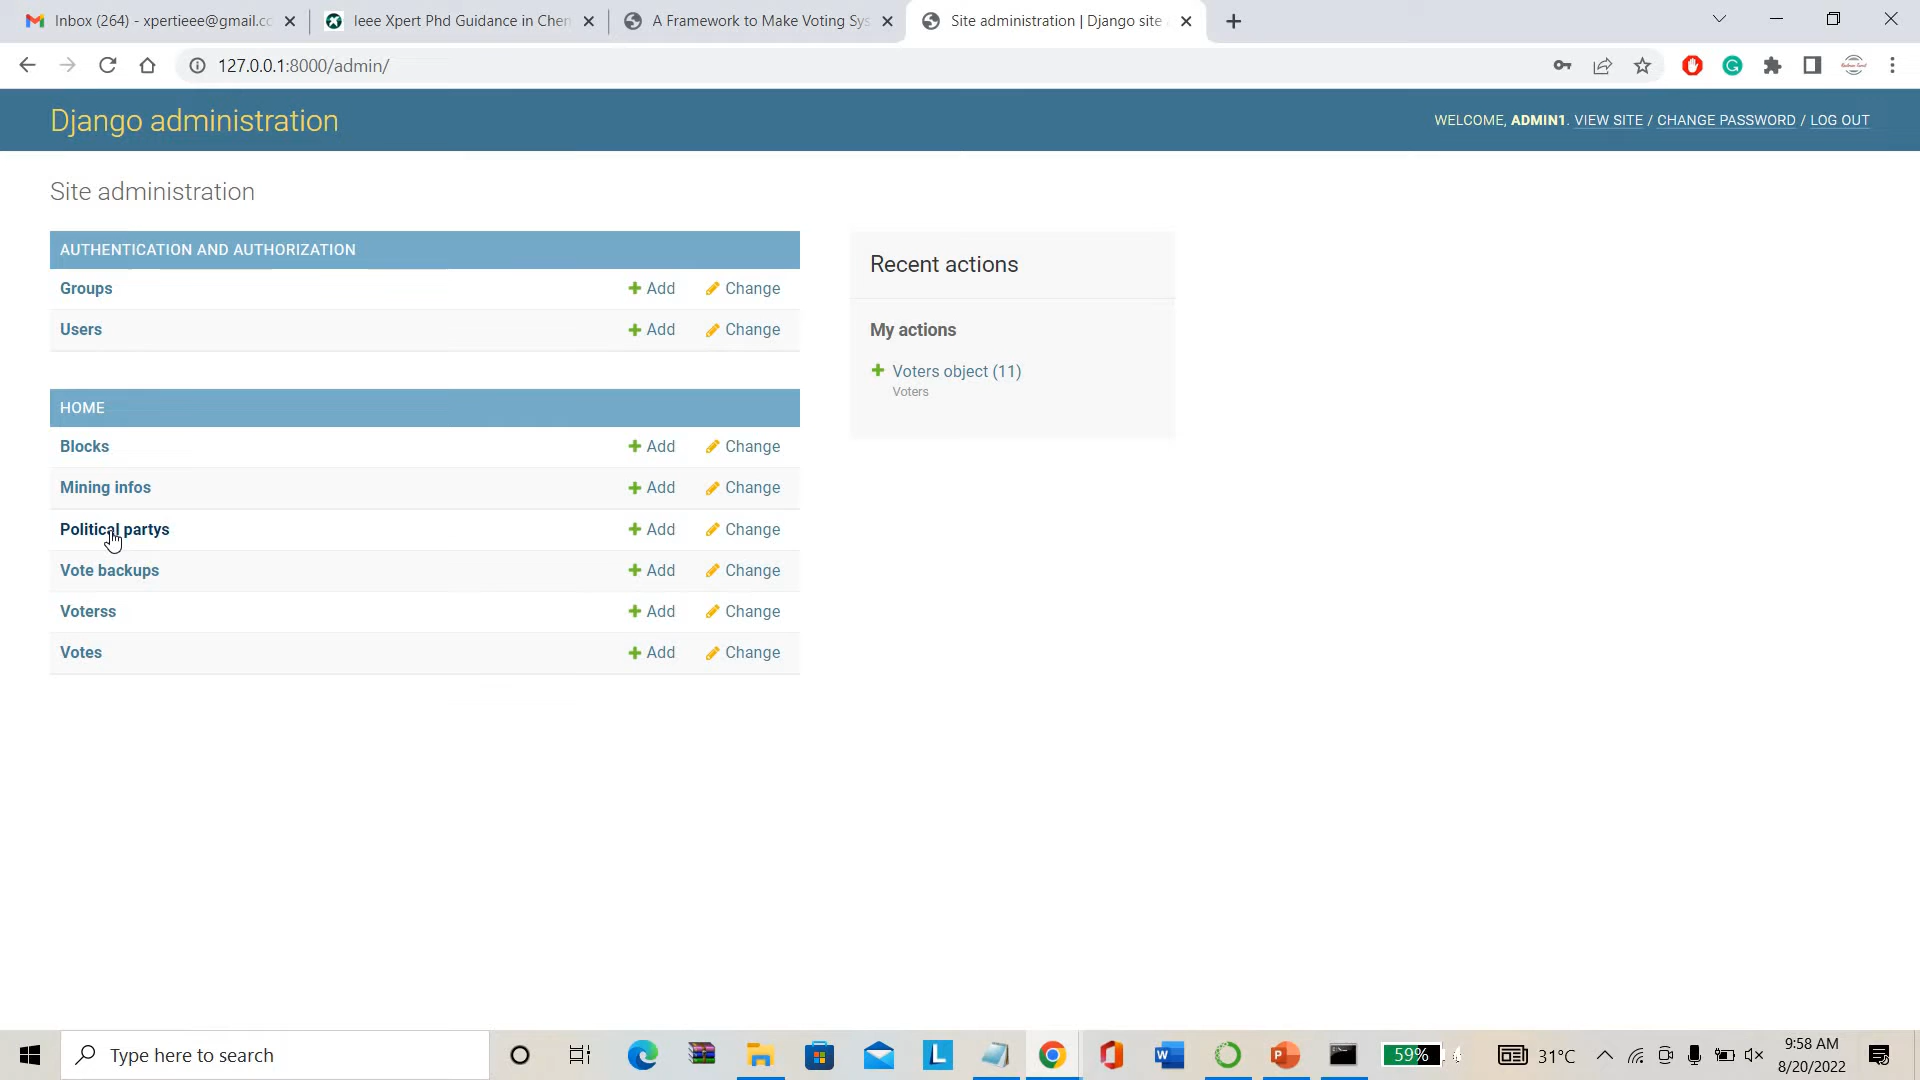 Inbox (264) - xpertieee@gmail.cc
Ieee Xpert Phd Guidance in Chen
A Framework to Make Voting Sys
Site administration | Django site
127.0.0.1:8000/admin/
Django administration
WELCOME, ADMIN1. VIEW SITE / CHANGE PASSWORD / LOG OUT
Site administration
AUTHENTICATION AND AUTHORIZATION
Groups Add Change
Users Add Change
HOME
Blocks Add Change
Mining infos Add Change
Political partys Add Change
Vote backups Add Change
Voterss Add Change
Votes Add Change
Recent actions
My actions
Voters object (11)
Voters
Type here to search
59%
31°C
9:58 AM
8/20/2022